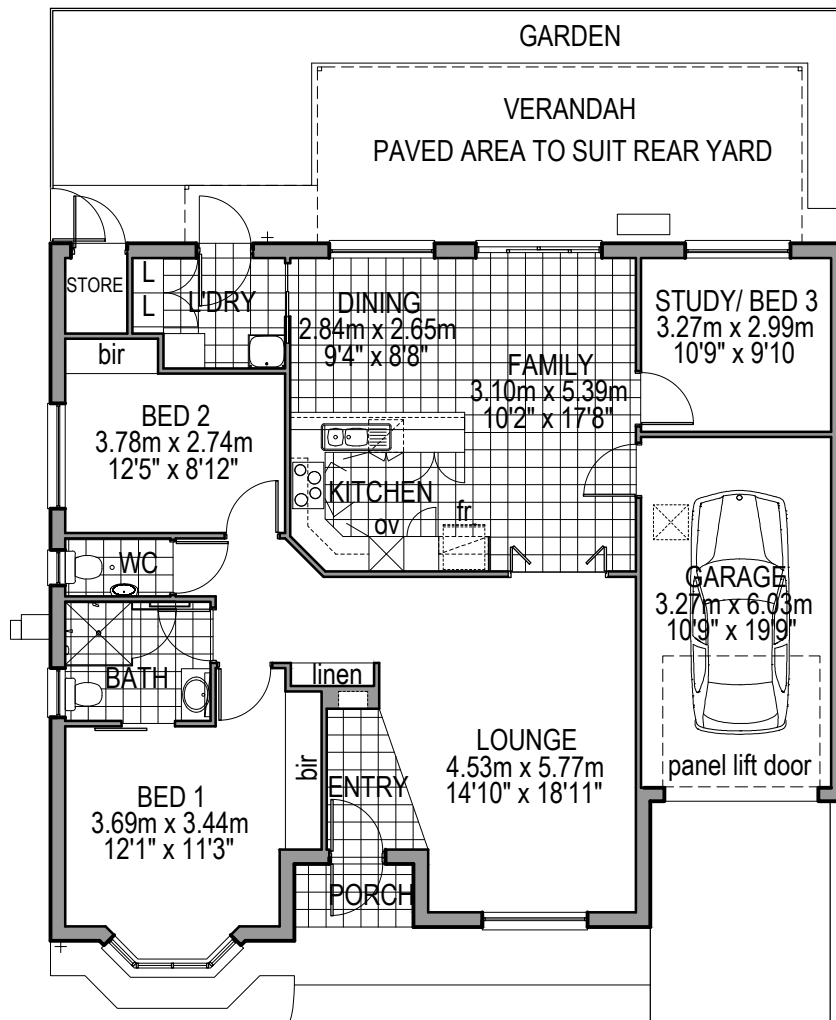 GARDEN
VERANDAH
PAVED AREA TO SUIT REAR YARD
STORE
L
L
L'DRY
DINING
2.84m x 2.65m
9'4" x 8'8"
FAMILY
3.10m x 5.39m
10'2" x 17'8"
STUDY/ BED 3
3.27m x 2.99m
10'9" x 9'10
bir
BED 2
3.78m x 2.74m
12'5" x 8'12"
KITCHEN
ov
fr
WC
GARAGE
3.27m x 6.03m
10'9" x 19'9"
BATH
linen
LOUNGE
4.53m x 5.77m
14'10" x 18'11"
panel lift door
bir
ENTRY
BED 1
3.69m x 3.44m
12'1" x 11'3"
PORCH